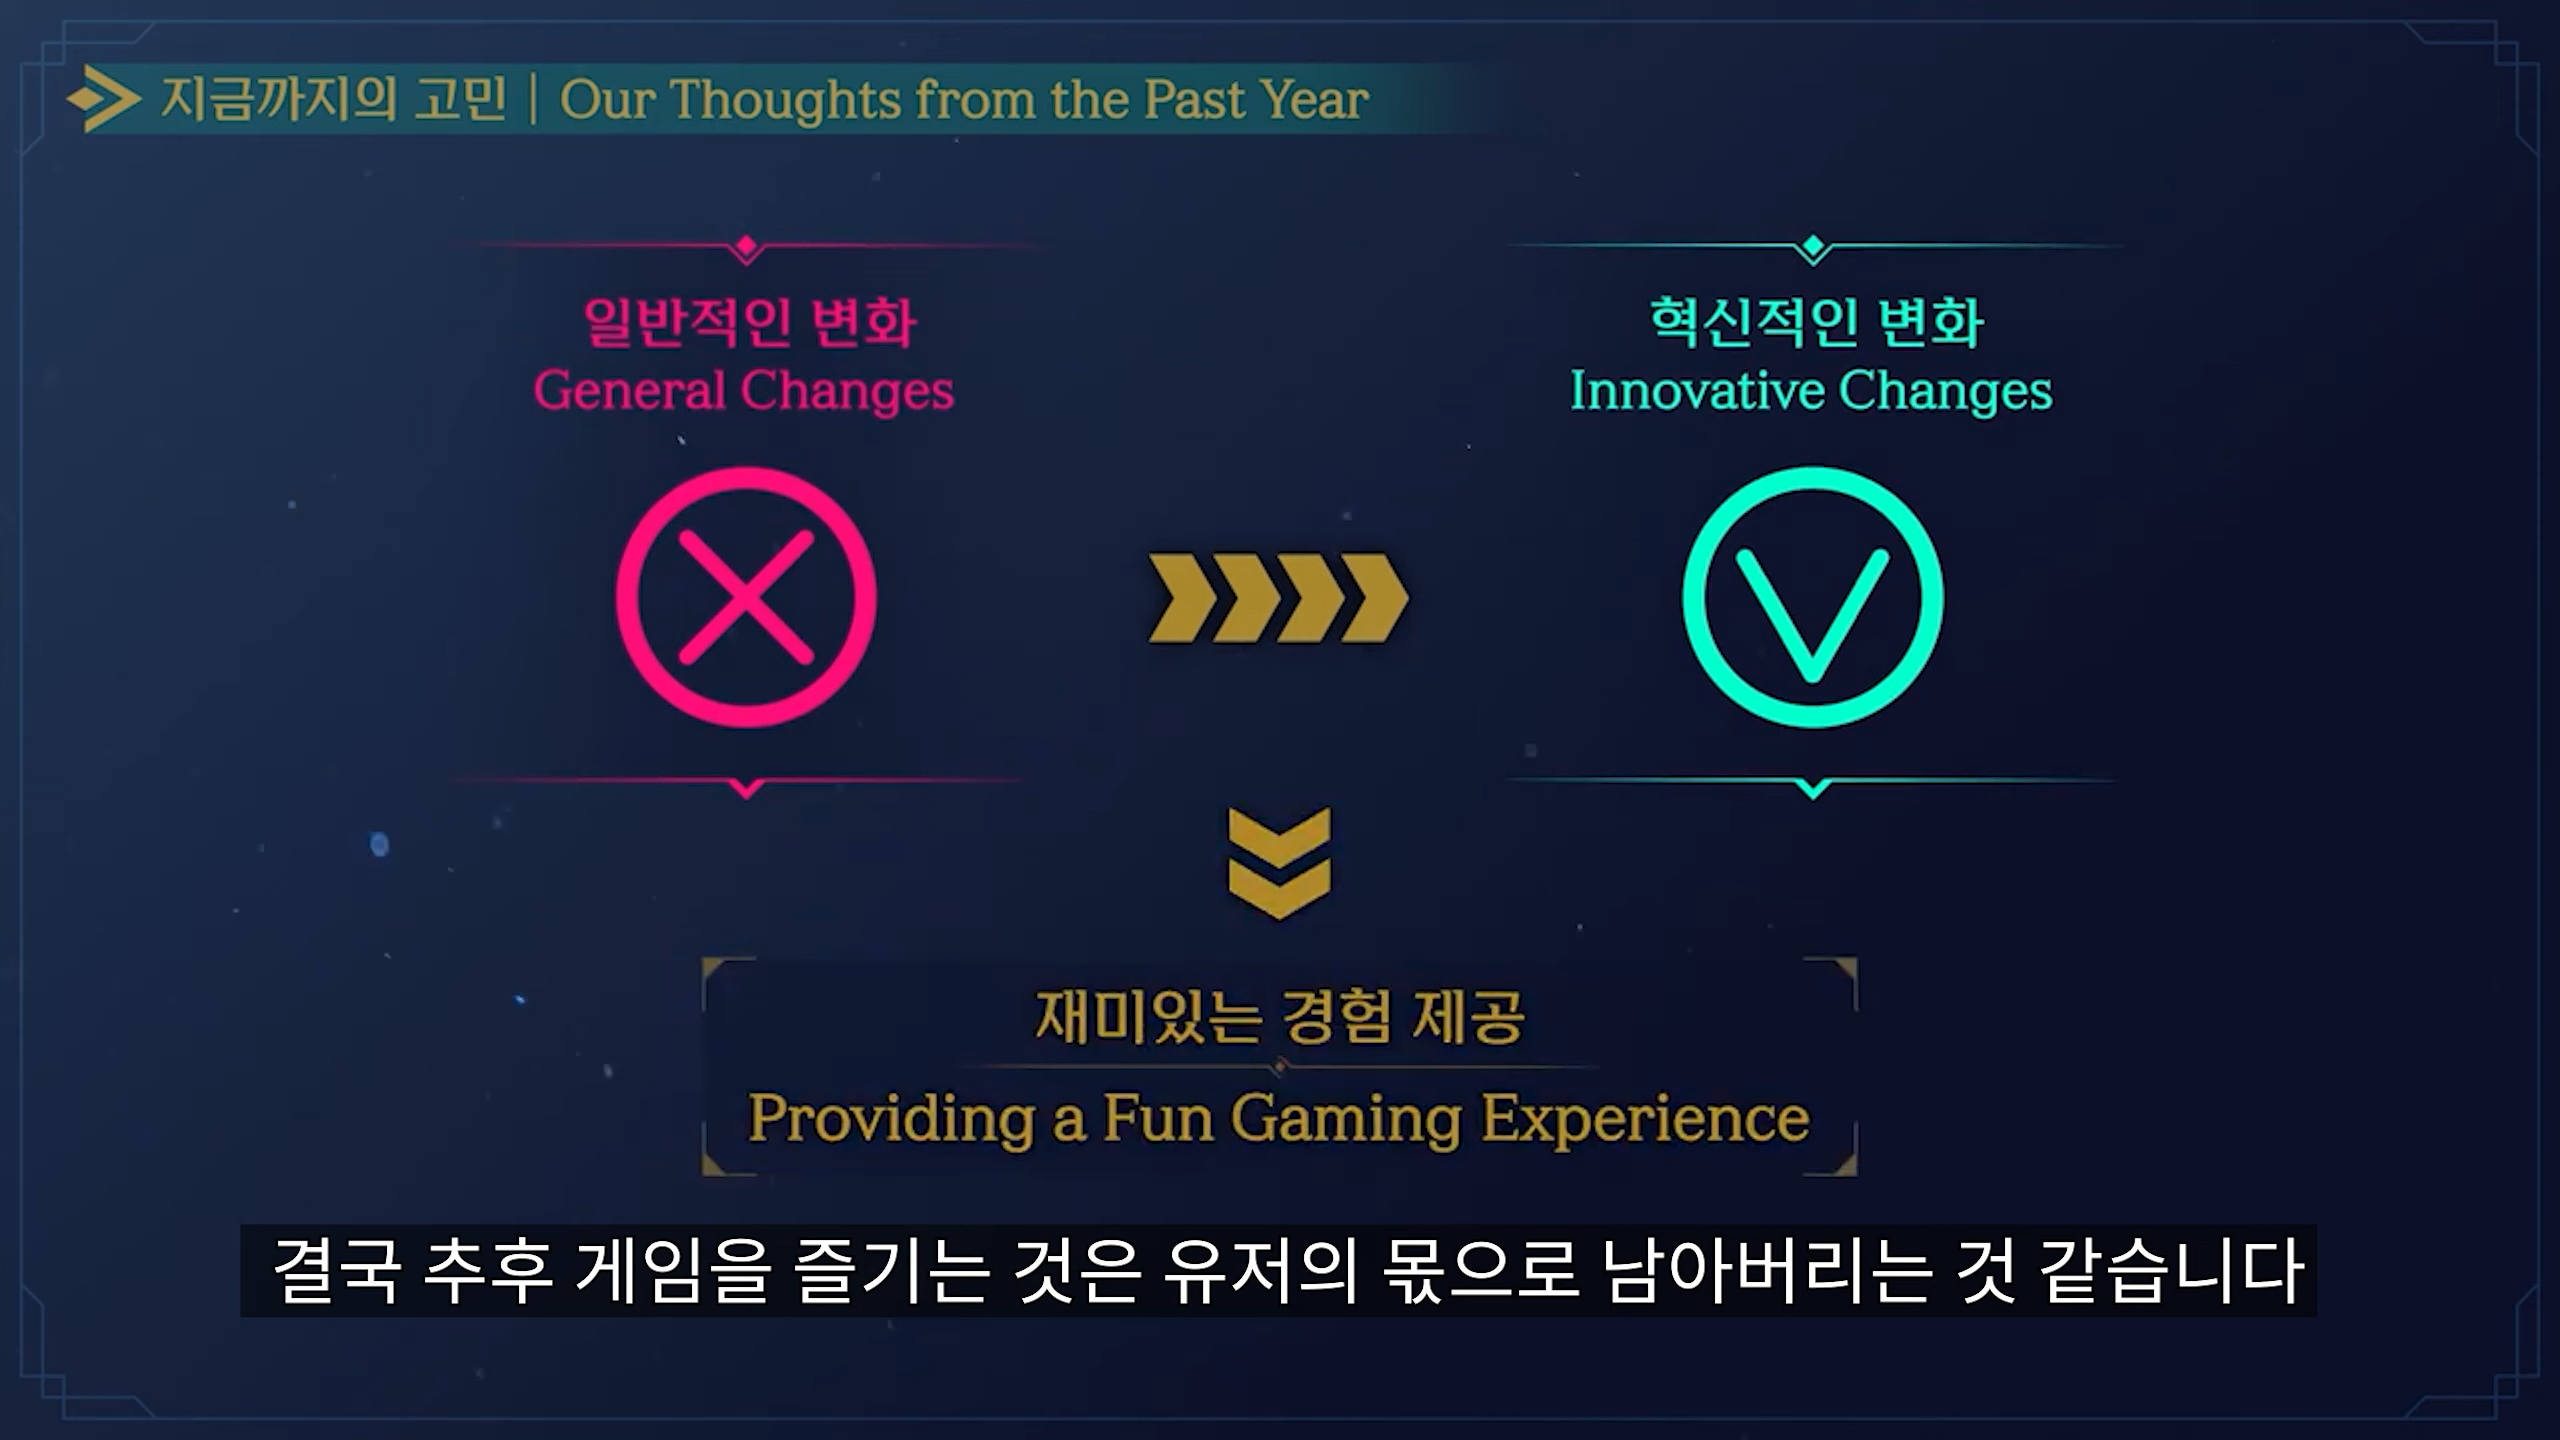 지금까지의 고민 | Our Thoughts from the Past Year
일반적인 변화
General Changes
혁신적인 변화
Innovative Changes
재미있는 경험 제공
Providing a Fun Gaming Experience
결국 추후 게임을 즐기는 것은 유저의 몫으로 남아버리는 것 같습니다